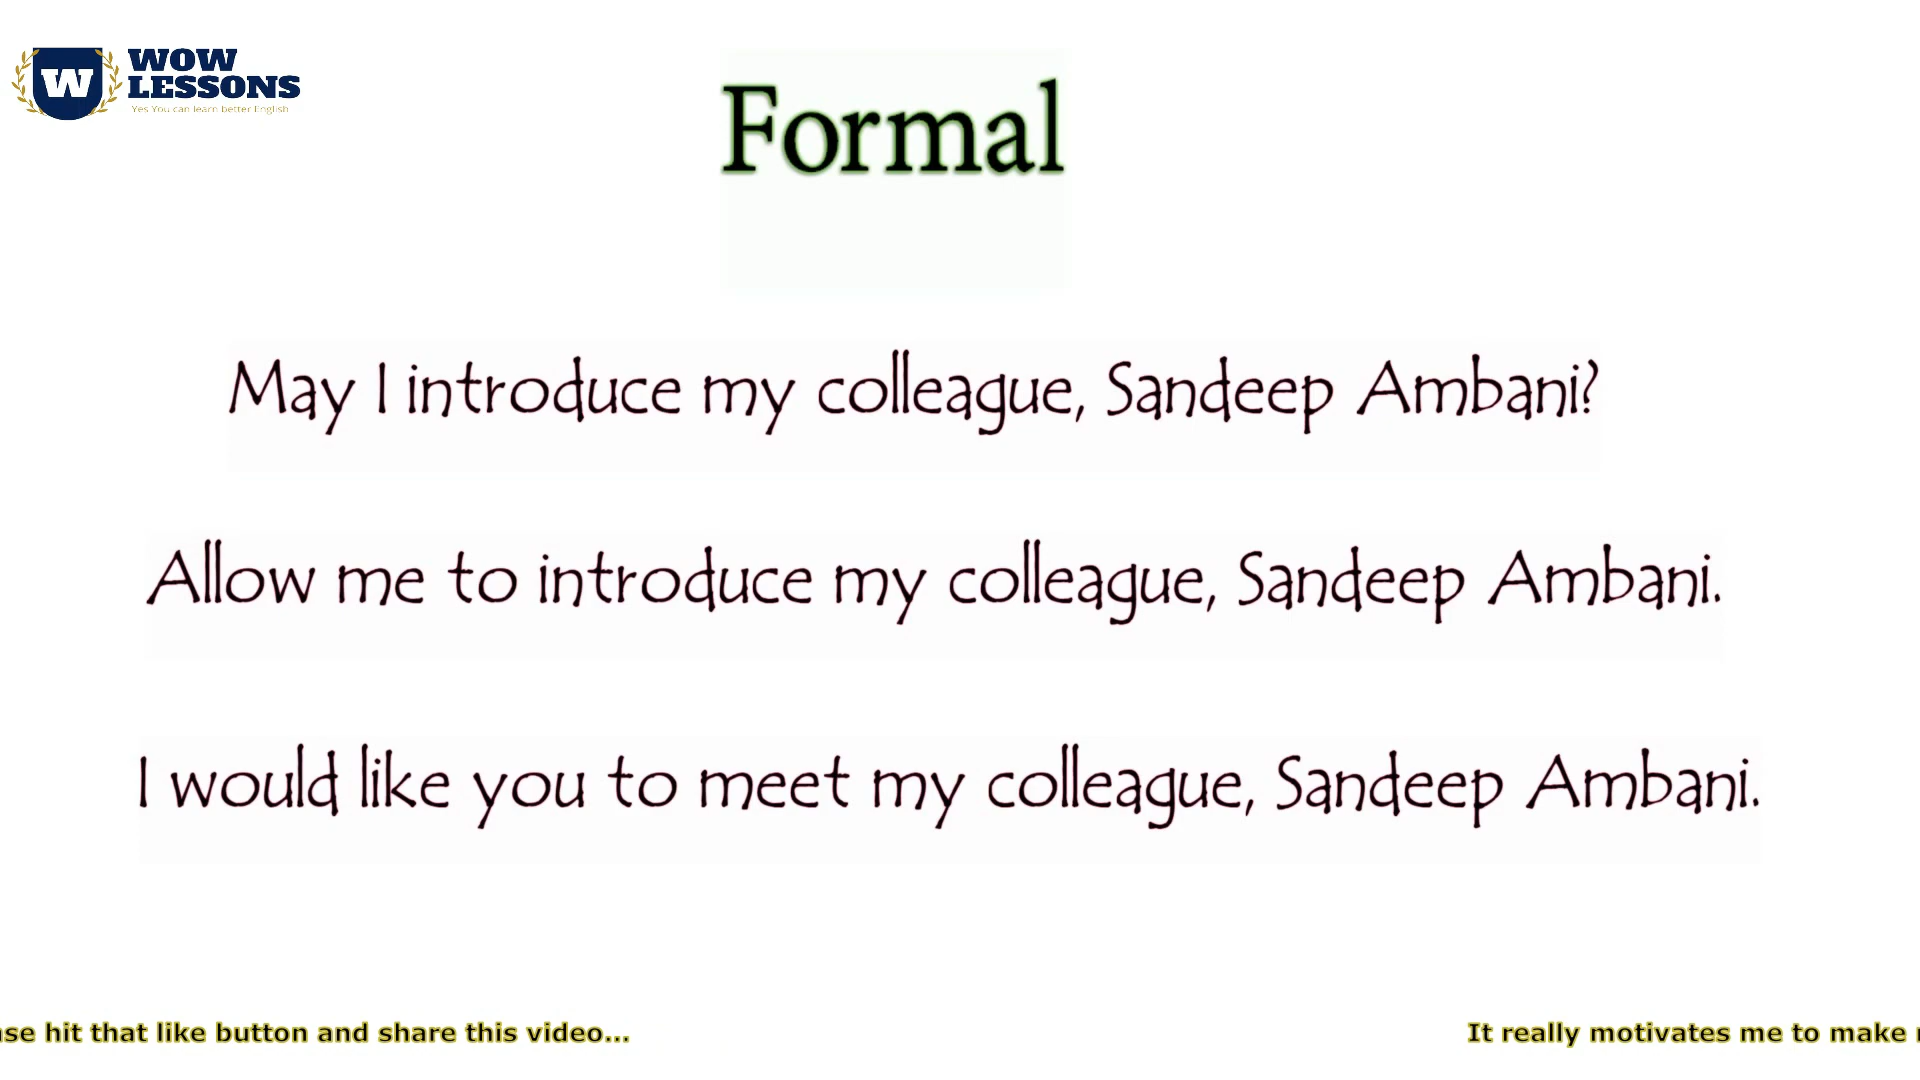 W
WOW
LESSONS
Yes You can learn better English
Formal
May I introduce my colleague, Sandeep Ambani?
Allow me to introduce my colleague, Sandeep Ambani.
I would like you to meet my colleague, Sandeep Ambani.
hit that like button and share this video...
It really motivates me to make